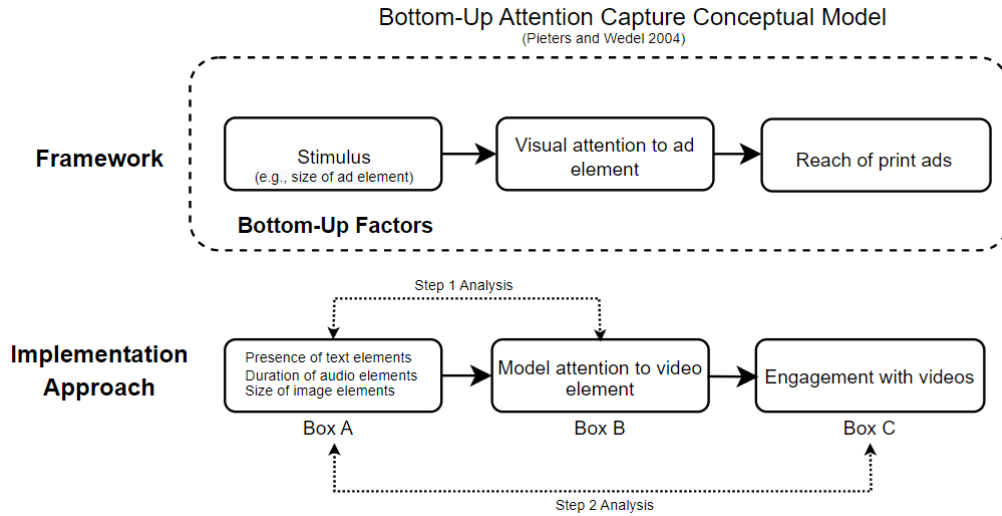 Bottom-Up Attention Capture Conceptual Model
(Pieters and Wedel 2004)
Framework
Stimulus
(e.g., size of ad element)
Visual attention to ad
element
Reach of print ads
Bottom-Up Factors
Step 1 Analysis
Implementation
Approach
Presence of text elements
Duration of audio elements
Size of image elements
Model attention to video
element
Engagement with videos
Box A
Box B
Box C
Step 2 Analysis